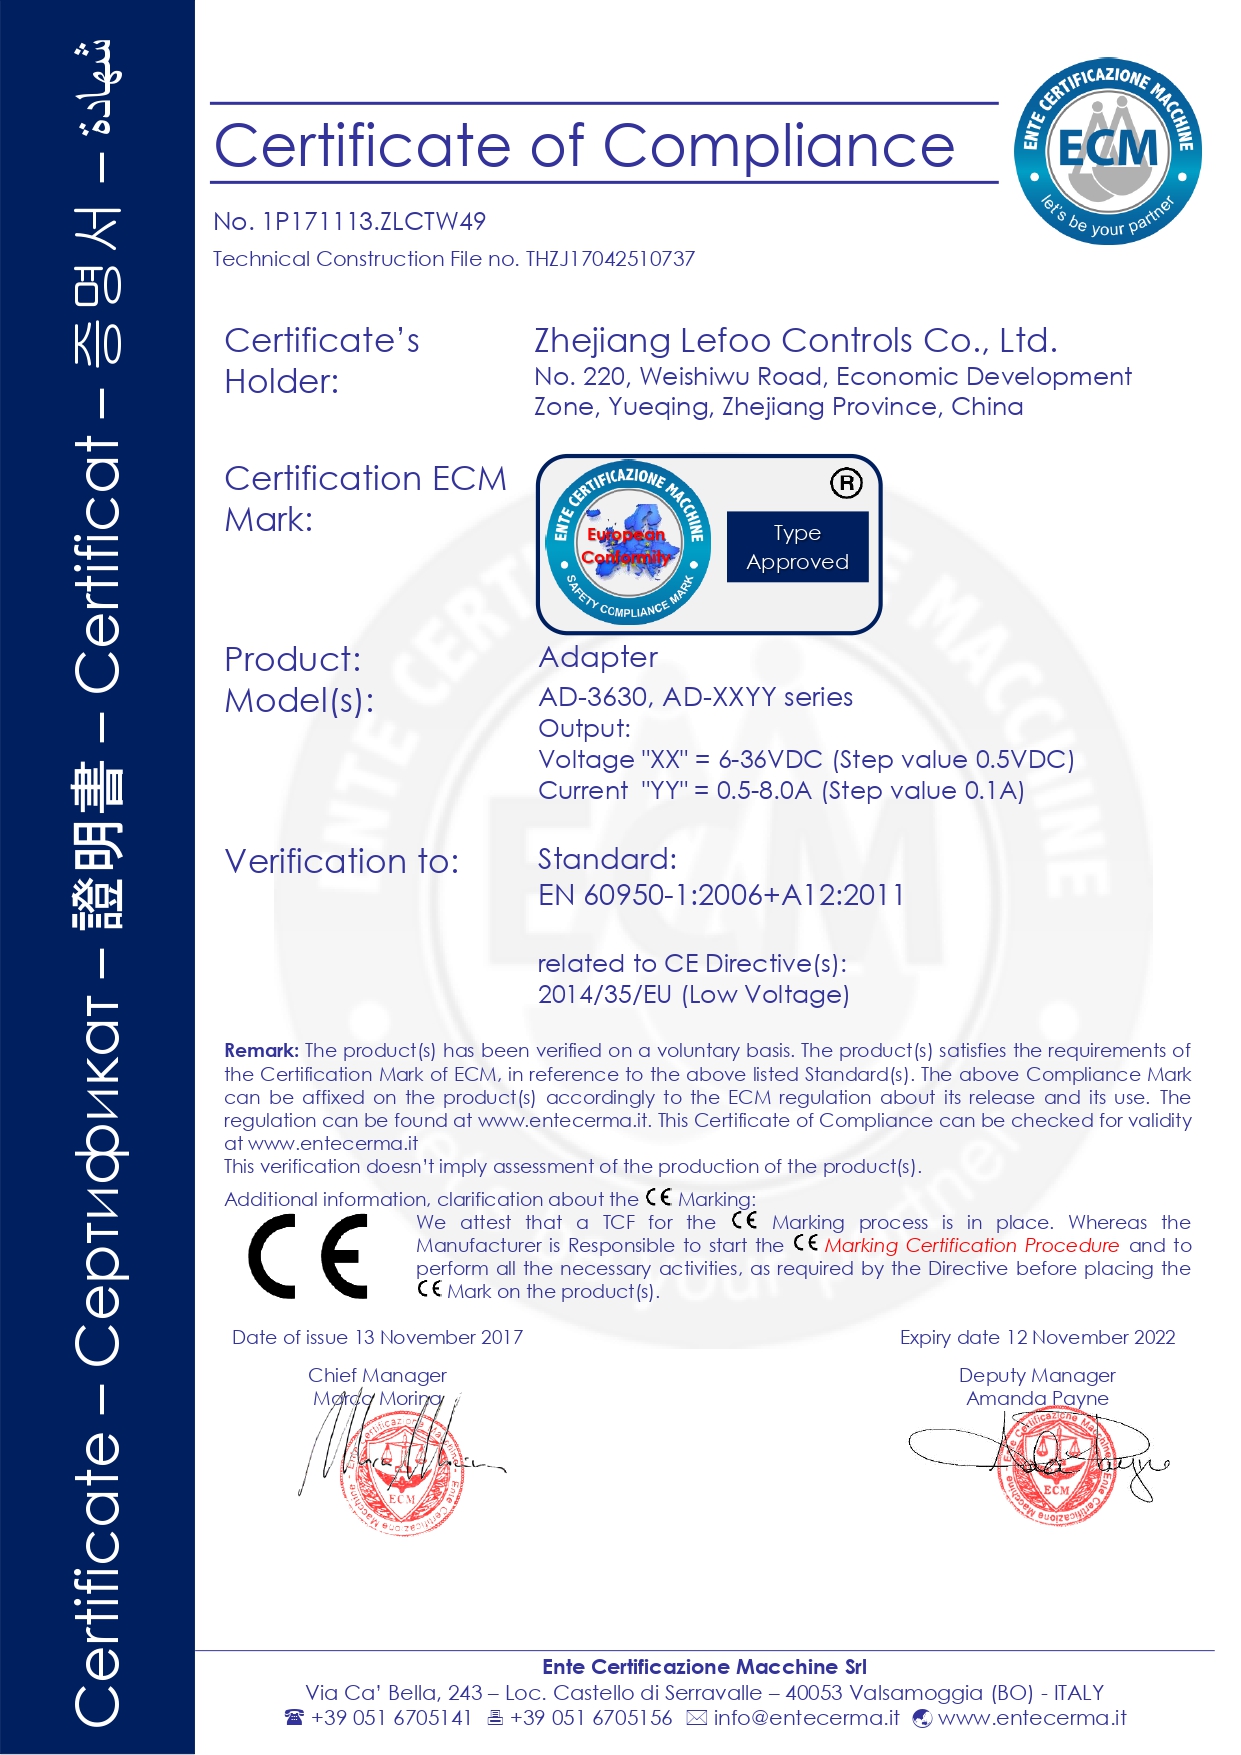 Certificate – Сертификат – 證明書 – Certificat – 증명서 – شهادة
ENTE CERTIFICAZIONE MACCHINE
ECM
let's be your partner
Certificate of Compliance
No. 1P171113.ZLCTW49
Technical Construction File no. THZJ17042510737
Certificate’s
Holder:
Zhejiang Lefoo Controls Co., Ltd.
No. 220, Weishiwu Road, Economic Development
Zone, Yueqing, Zhejiang Province, China
Certification ECM
Mark:
ENTE CERTIFICAZIONE MACCHINE
European
Conformity
SAFETY COMPLIANCE MARK
®
Type
Approved
Product:
Adapter
Model(s):
AD-3630, AD-XXYY series
Output:
Voltage "XX" = 6-36VDC (Step value 0.5VDC)
Current "YY" = 0.5-8.0A (Step value 0.1A)
Verification to:
Standard:
EN 60950-1:2006+A12:2011
related to CE Directive(s):
2014/35/EU (Low Voltage)
Remark: The product(s) has been verified on a voluntary basis. The product(s) satisfies the requirements of
the Certification Mark of ECM, in reference to the above listed Standard(s). The above Compliance Mark
can be affixed on the product(s) accordingly to the ECM regulation about its release and its use. The
regulation can be found at www.entecerma.it. This Certificate of Compliance can be checked for validity
at www.entecerma.it
This verification doesn’t imply assessment of the production of the product(s).
Additional information, clarification about the CE Marking:
CE
We attest that a TCF for the CE Marking process is in place. Whereas the
Manufacturer is Responsible to start the CE Marking Certification Procedure and to
perform all the necessary activities, as required by the Directive before placing the
CE Mark on the product(s).
Date of issue 13 November 2017
Expiry date 12 November 2022
Chief Manager
Marco Morina
Deputy Manager
Amanda Payne
Ente Certificazione Macchine
ECM
Ente Certificazione Macchine
ECM
Ente Certificazione Macchine Srl
Via Ca’ Bella, 243 – Loc. Castello di Serravalle – 40053 Valsamoggia (BO) - ITALY
☎ +39 051 6705141 +39 051 6705156 ✉ info@entecerma.it www.entecerma.it